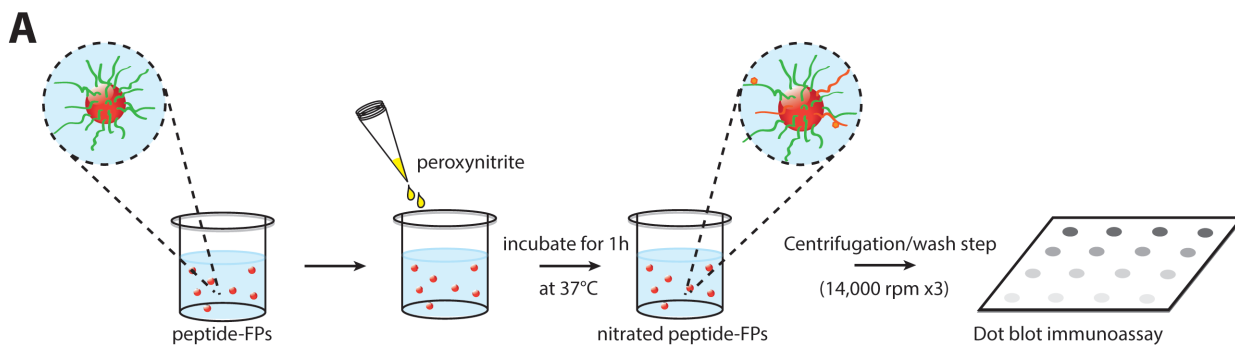 A
peroxynitrite
incubate for 1h
at 37°C
Centrifugation/wash step
(14,000 rpm x3)
peptide-FPs
nitrated peptide-FPs
Dot blot immunoassay